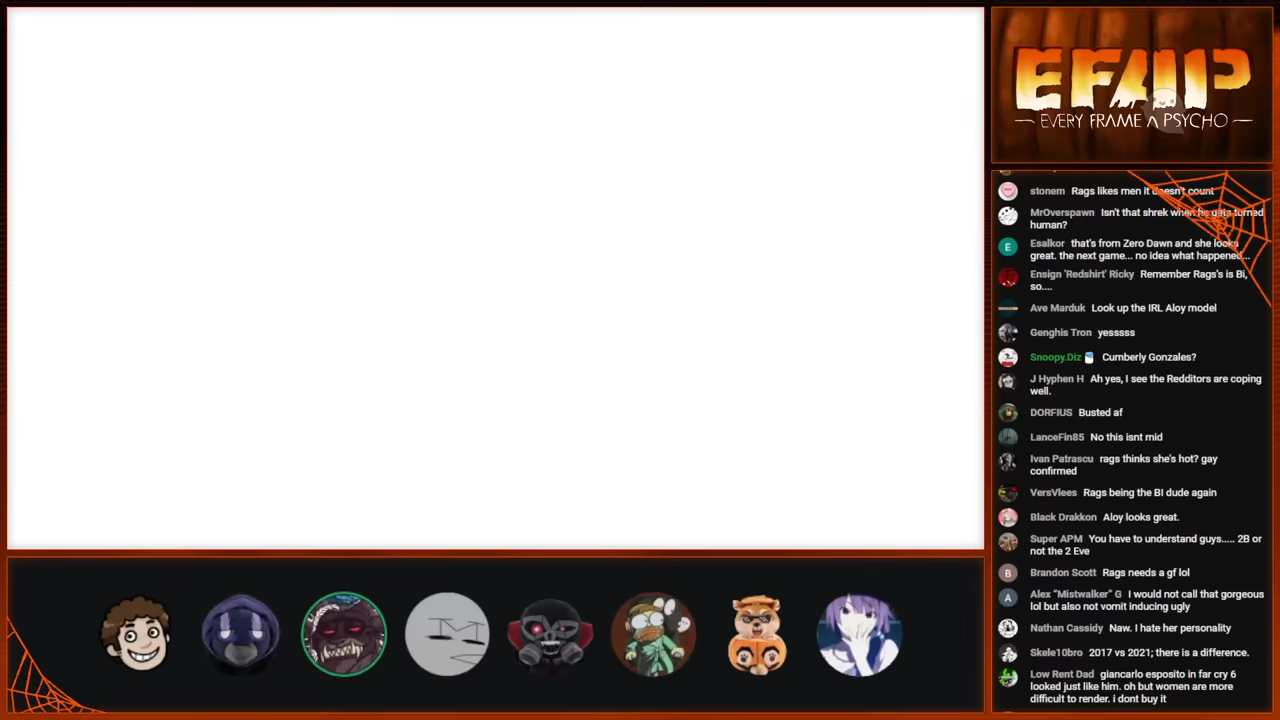 EFAP
EVERY FRAME A PSYCHO
stonem Rags likes men it doesn't count
MrOverspawn Isn't that shrek when he gets turned
human?
E
Esalkor that's from Zero Dawn and she looks
great. the next game... no idea what happened...
Ensign 'Redshirt' Ricky Remember Rags's is Bi,
so....
Ave Marduk Look up the IRL Aloy model
Genghis Tron yesssss
Snoopy.Diz Cumberly Gonzales?
J Hyphen H Ah yes, I see the Redditors are coping
well.
DORFIUS Busted af
LanceFin85 No this isnt mid
Ivan Patrascu rags thinks she's hot? gay
confirmed
VersVlees Rags being the BI dude again
Black Drakkon Aloy looks great.
Super APM You have to understand guys..... 2B or
not the 2 Eve
B
Brandon Scott Rags needs a gf lol
A
Alex "Mistwalker" G I would not call that gorgeous
lol but also not vomit inducing ugly
Nathan Cassidy Naw. I hate her personality
Skele10bro 2017 vs 2021; there is a difference.
Low Rent Dad giancarlo esposito in far cry 6
looked just like him. oh but women are more
difficult to render. i dont buy it